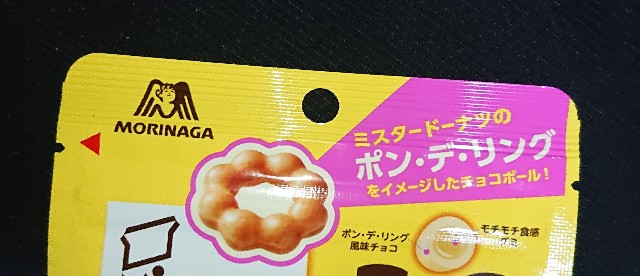 MORINAGA
ミスタードーナツの
ポン・デ・リング
をイメージしたチョコボール!
ポン・デ・リング
風味チョコ
モチモチ食感
グミ